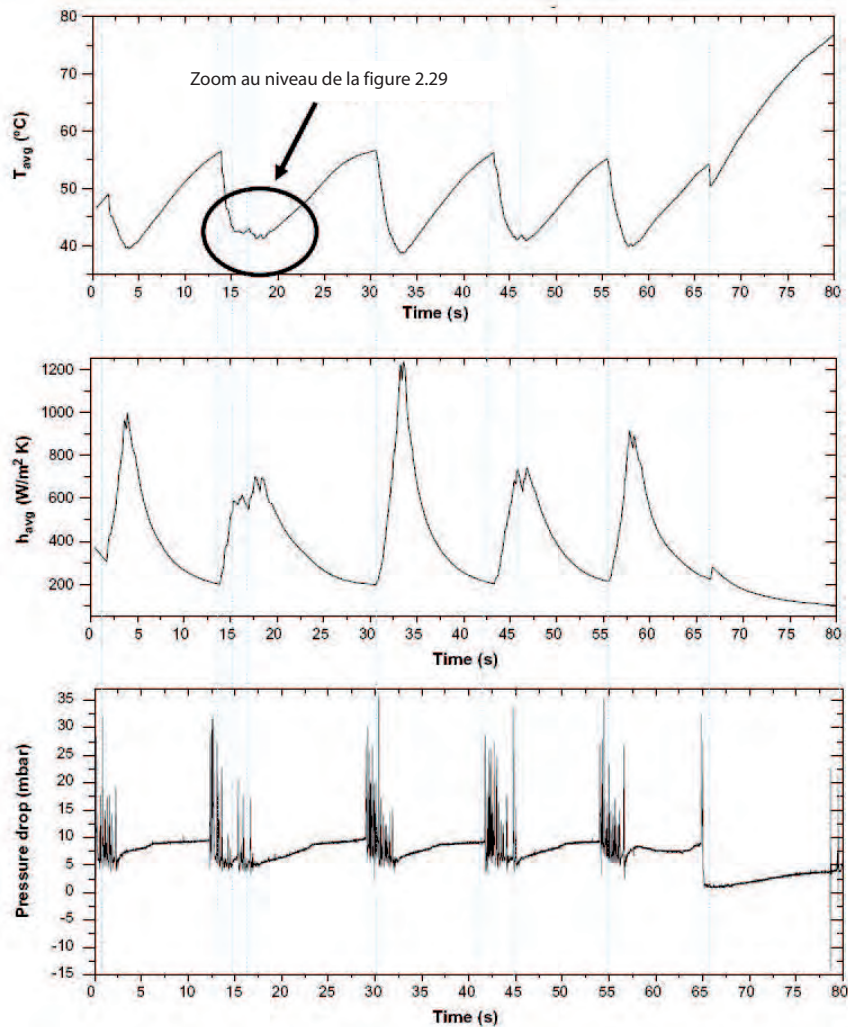 80
70
60
50
40
T_avg (ºC)
Zoom au niveau de la figure 2.29
0 5 10 15 20 25 30 35 40 45 50 55 60 65 70 75 80
Time (s)
1200
1000
800
600
400
200
h_avg (W/m² K)
0 5 10 15 20 25 30 35 40 45 50 55 60 65 70 75 80
Time (s)
35
30
25
20
15
10
5
0
-5
-10
-15
Pressure drop (mbar)
0 5 10 15 20 25 30 35 40 45 50 55 60 65 70 75 80
Time (s)